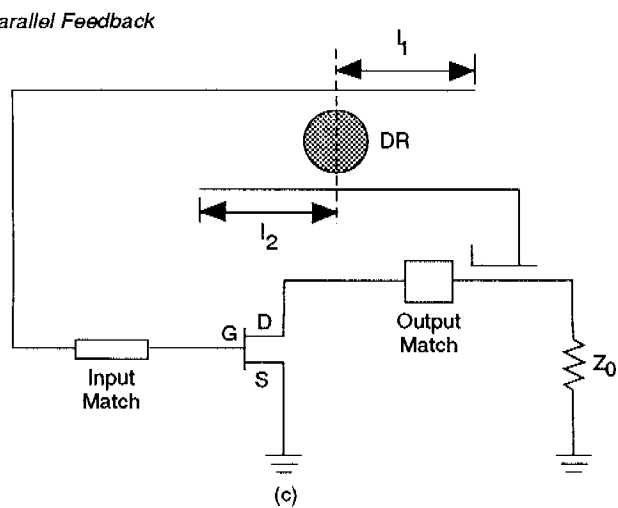 arallel Feedback
l1
DR
l2
G
D
S
Input
Match
Output
Match
Z0
(c)